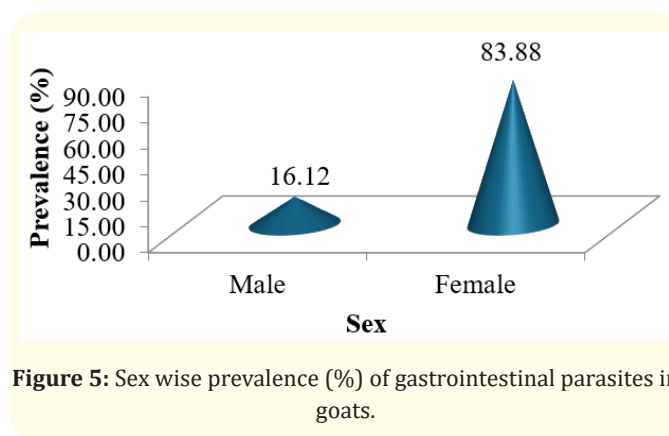 83.88
Prevalence (%)
90.00
75.00
60.00
45.00
30.00
15.00
0.00
16.12
Male Female
Sex
Figure 5: Sex wise prevalence (%) of gastrointestinal parasites i
goats.